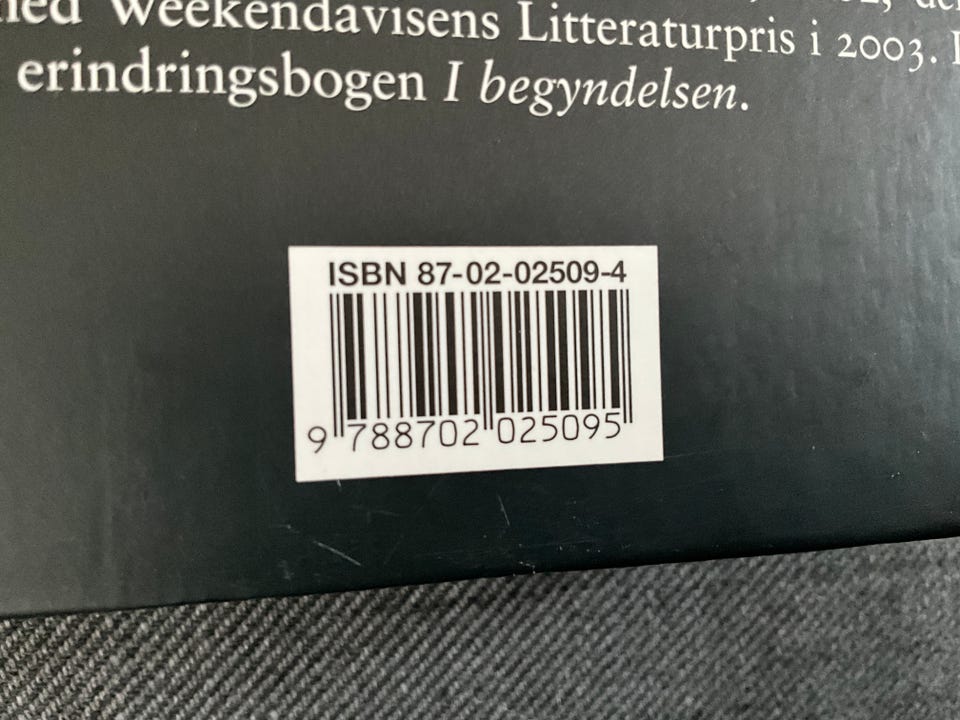 Weekendavisens Litteraturpris i 2003.
erindringsbogen I begyndelsen.
ISBN 87-02-02509-4
9 788702 025095